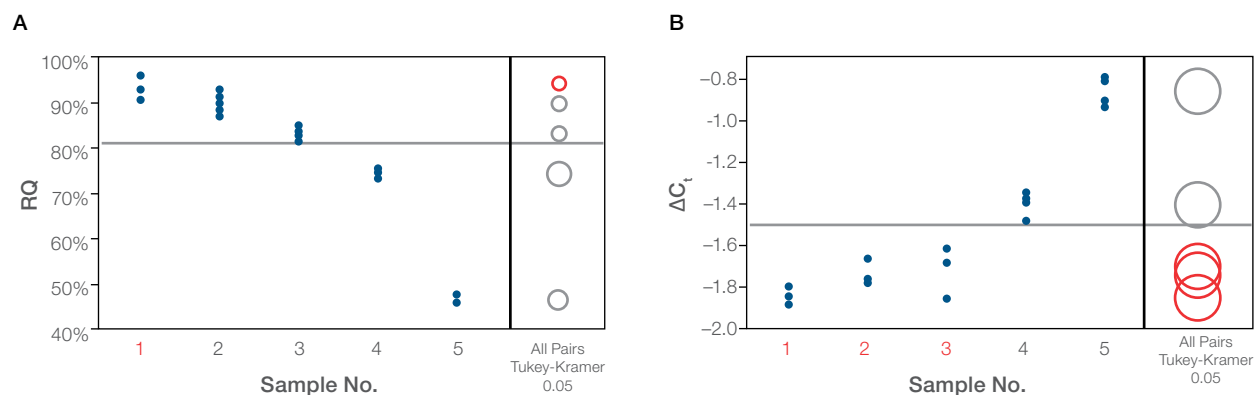 A
RQ
100%
90%
80%
70%
60%
50%
40%
1 2 3 4 5
Sample No.
All Pairs
Tukey-Kramer
0.05
B
ΔCt
-0.8
-1.0
-1.2
-1.4
-1.6
-1.8
-2.0
1 2 3 4 5
Sample No.
All Pairs
Tukey-Kramer
0.05